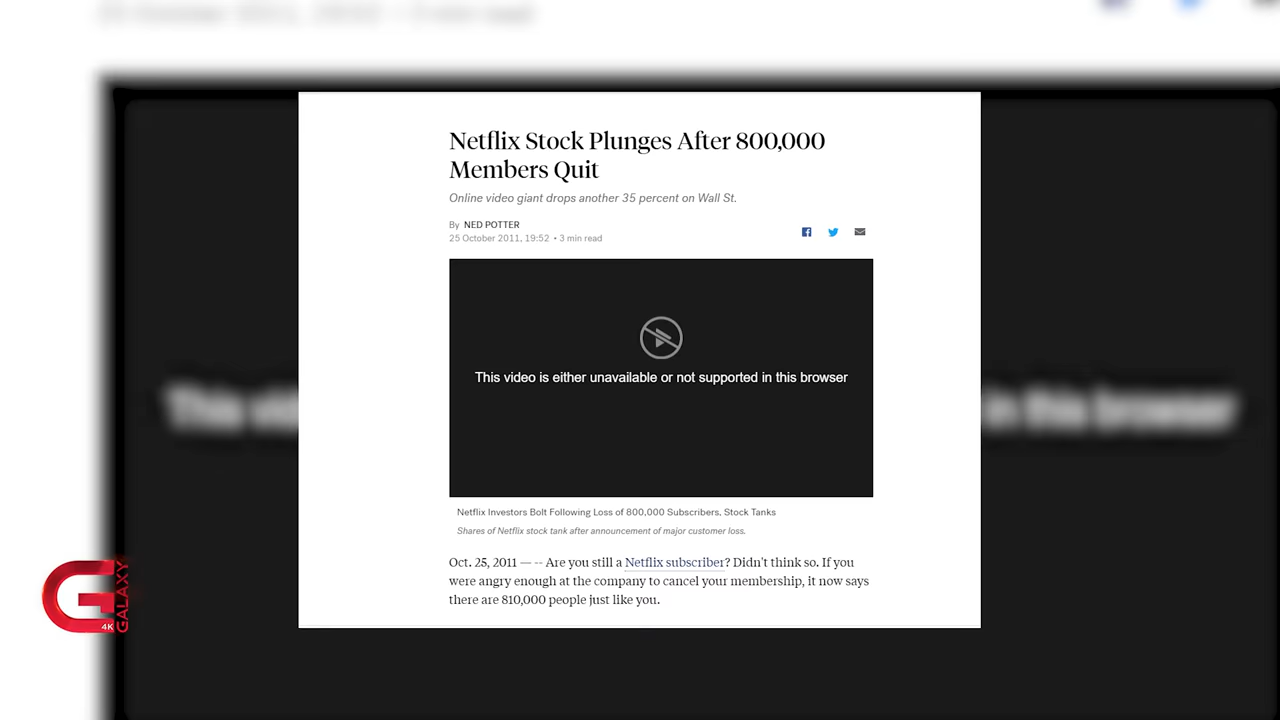 Netflix Stock Plunges After 800,000
Members Quit
Online video giant drops another 35 percent on Wall St.
By NED POTTER
25 October 2011, 19:52 • 3 min read
This video is either unavailable or not supported in this browser
This vid
in this browser
Netflix Investors Bolt Following Loss of 800,000 Subscribers, Stock Tanks
Shares of Netflix stock tank after announcement of major customer loss.
Oct. 25, 2011 — -- Are you still a Netflix subscriber? Didn't think so. If you
were angry enough at the company to cancel your membership, it now says
there are 810,000 people just like you.
G
4K
GALAXY